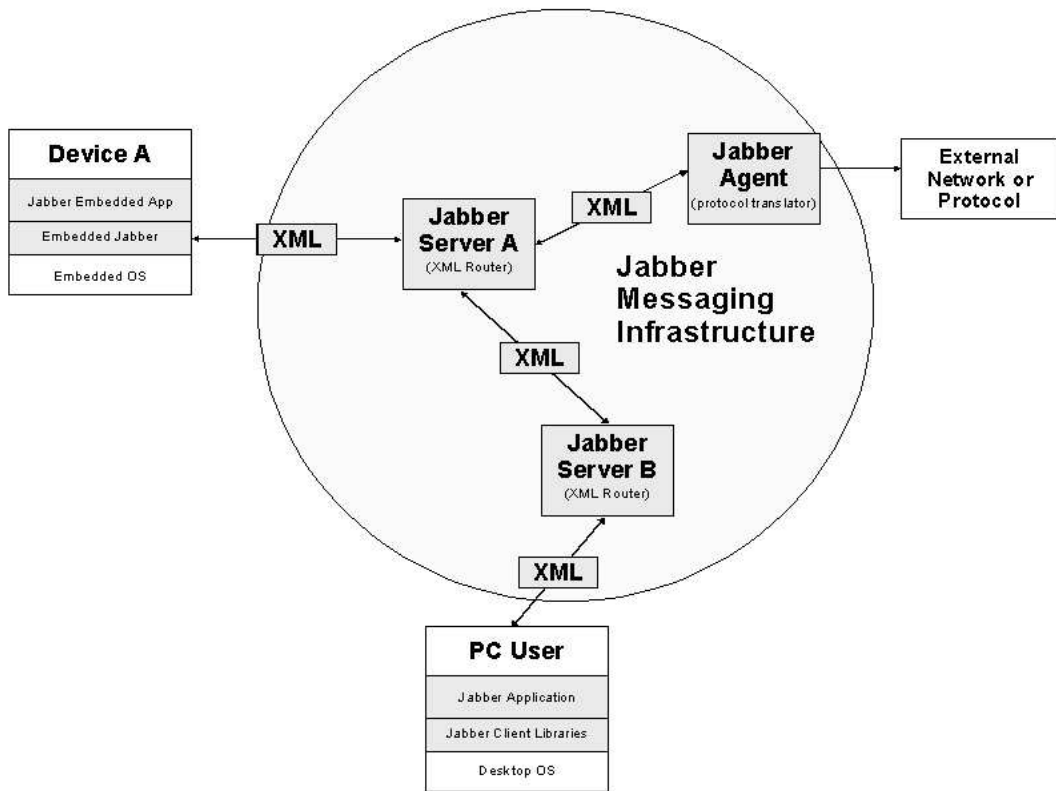 Device A
Jabber Embedded App
Embedded Jabber
Embedded OS
XML
Jabber
Server A
(XML Router)
XML
Jabber
Agent
(protocol translator)
External
Network or
Protocol
Jabber
Messaging
Infrastructure
XML
Jabber
Server B
(XML Router)
XML
PC User
Jabber Application
Jabber Client Libraries
Desktop OS